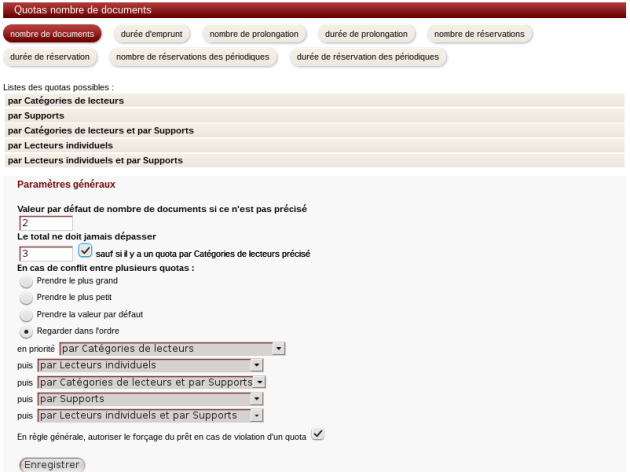 Quotas nombre de documents
nombre de documents durée d'emprunt nombre de prolongation durée de prolongation nombre de réservations
durée de réservation nombre de réservations des périodiques durée de réservation des périodiques
Listes des quotas possibles :
par Catégories de lecteurs
par Supports
par Catégories de lecteurs et par Supports
par Lecteurs individuels
par Lecteurs individuels et par Supports
Paramètres généraux
Valeur par défaut de nombre de documents si ce n'est pas précisé
2
Le total ne doit jamais dépasser
3 sauf si il y a un quota par Catégories de lecteurs précisé
En cas de conflit entre plusieurs quotas :
Prendre le plus grand
Prendre le plus petit
Prendre la valeur par défaut
Regarder dans l'ordre
en priorité par Catégories de lecteurs
puis par Lecteurs individuels
puis par Catégories de lecteurs et par Supports
puis par Supports
puis par Lecteurs individuels et par Supports
En règle générale, autoriser le forçage du prêt en cas de violation d'un quota
Enregistrer